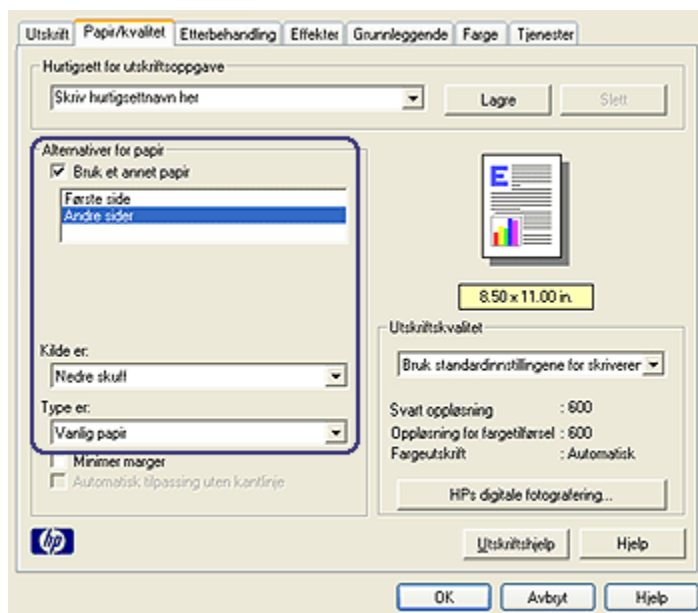 Utskrift Papir/kvalitet Etterbehandling Effekter Grunnleggende Farge Tjenester
Hurtigsett for utskriftsoppgave
Skriv hurtigsettnavn her Lagre Slett
Alternativer for papir
Bruk et annet papir
Første side
Andre sider
E
8.50 x 11.00 in.
Utskriftskvalitet
Kilde er:
Nedre skuff
Bruk standardinnstillingene for skriverer
Type er:
Vanlig papir
Svart oppløsning : 600
Oppløsning for fargetilførsel : 600
Fargeutskrift : Automatisk
Minimer marger
Automatisk tilpassing uten kantlinje
HPs digitale fotografering...
hp
Utskriftshjelp Hjelp
OK Avbryt Hjelp